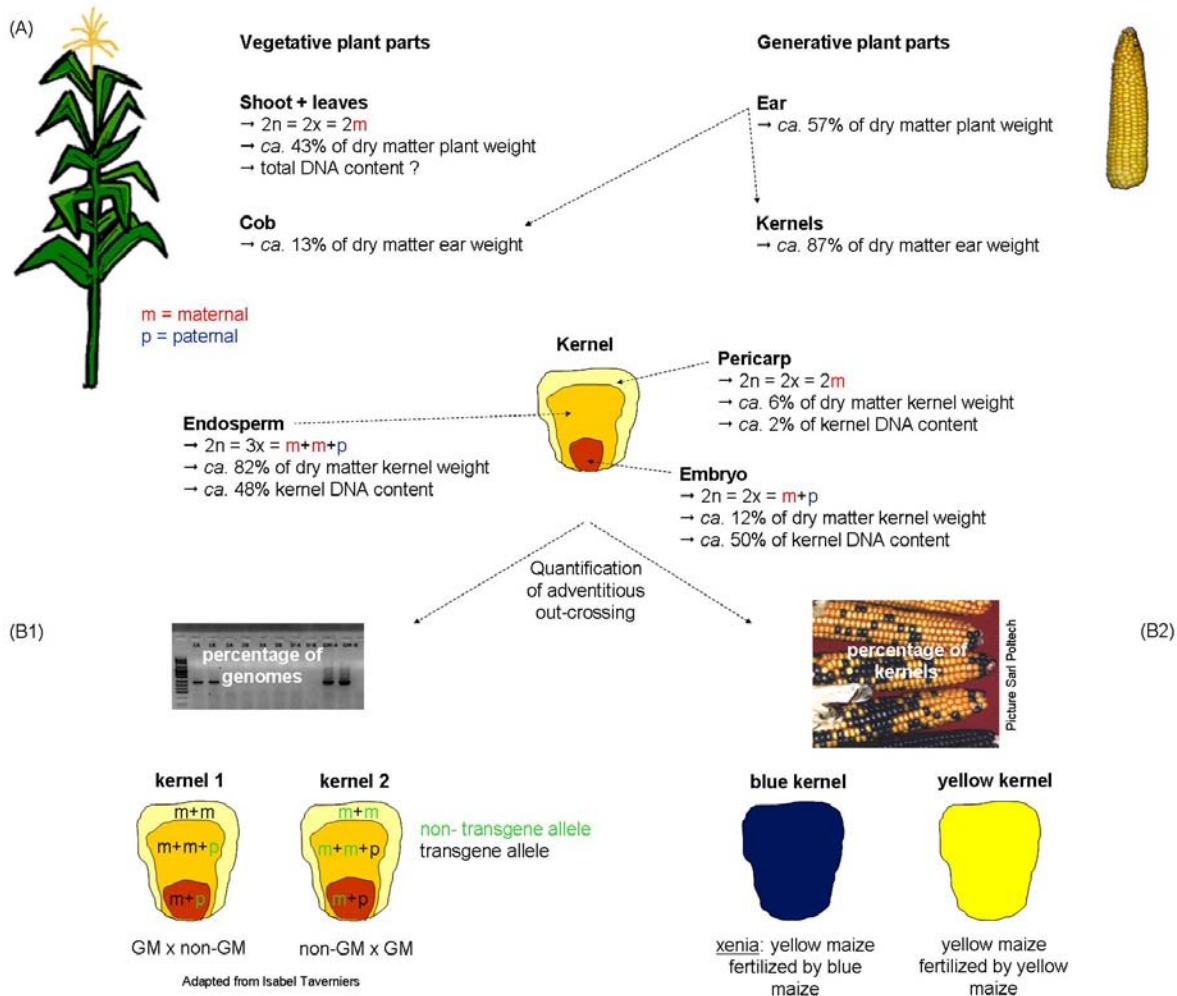 (A)
Vegetative plant parts
Generative plant parts
Shoot + leaves
→ 2n = 2x = 2m
→ ca. 43% of dry matter plant weight
→ total DNA content ?
Ear
→ ca. 57% of dry matter plant weight
Cob
→ ca. 13% of dry matter ear weight
Kernels
→ ca. 87% of dry matter ear weight
m = maternal
p = paternal
Kernel
Pericarp
→ 2n = 2x = 2m
→ ca. 6% of dry matter kernel weight
→ ca. 2% of kernel DNA content
Endosperm
→ 2n = 3x = m+m+p
→ ca. 82% of dry matter kernel weight
→ ca. 48% kernel DNA content
Embryo
→ 2n = 2x = m+p
→ ca. 12% of dry matter kernel weight
→ ca. 50% of kernel DNA content
Quantification
of adventitious
out-crossing
(B1)
percentage of
genomes
(B2)
percentage of
kernels
Picture Sarl Poltech
kernel 1
kernel 2
m+m
m+m+p
m+p
m+m
m+m+p
m+p
non- transgene allele
transgene allele
GM x non-GM
non-GM x GM
Adapted from Isabel Taverniers
blue kernel
yellow kernel
xenia: yellow maize
fertilized by blue
maize
yellow maize
fertilized by yellow
maize